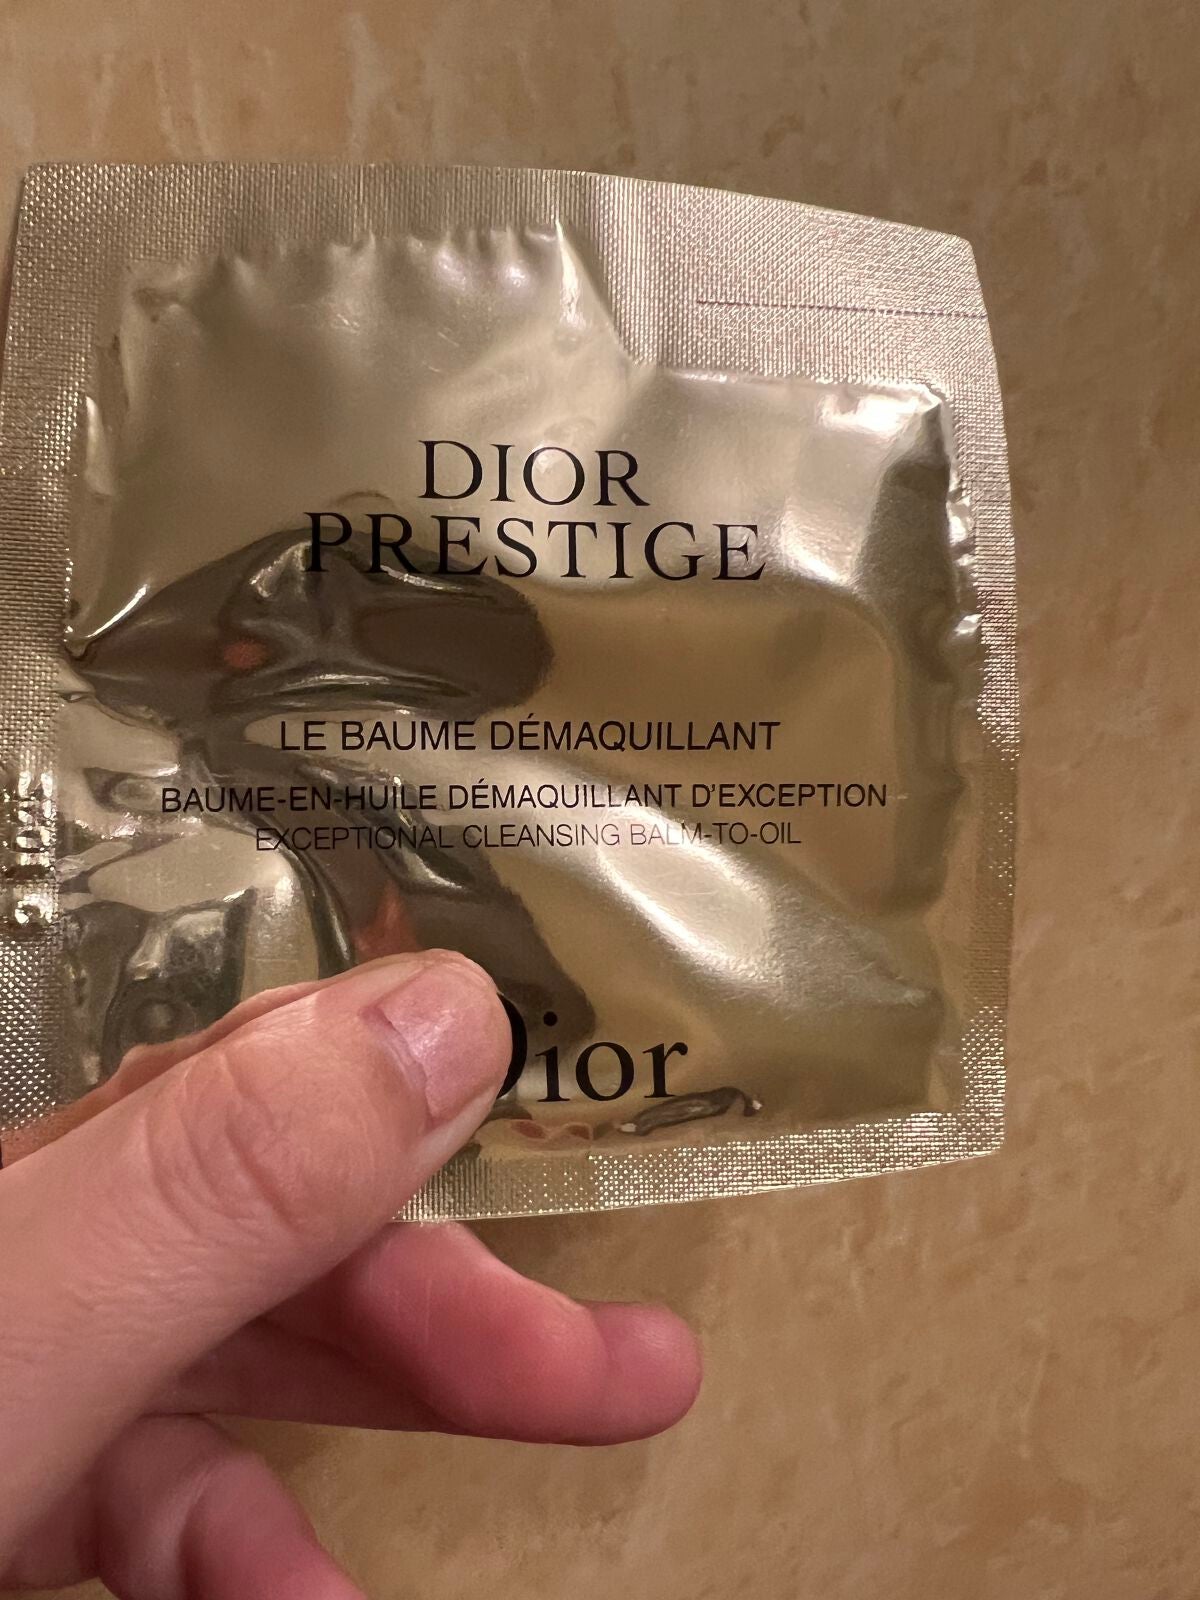 DIOR
PRESTIGE
LE BAUME DÉMAQUILLANT
BAUME-EN-HUILE DÉMAQUILLANT D'EXCEPTION
EXCEPTIONAL CLEANSING BALM-TO-OIL
Dior